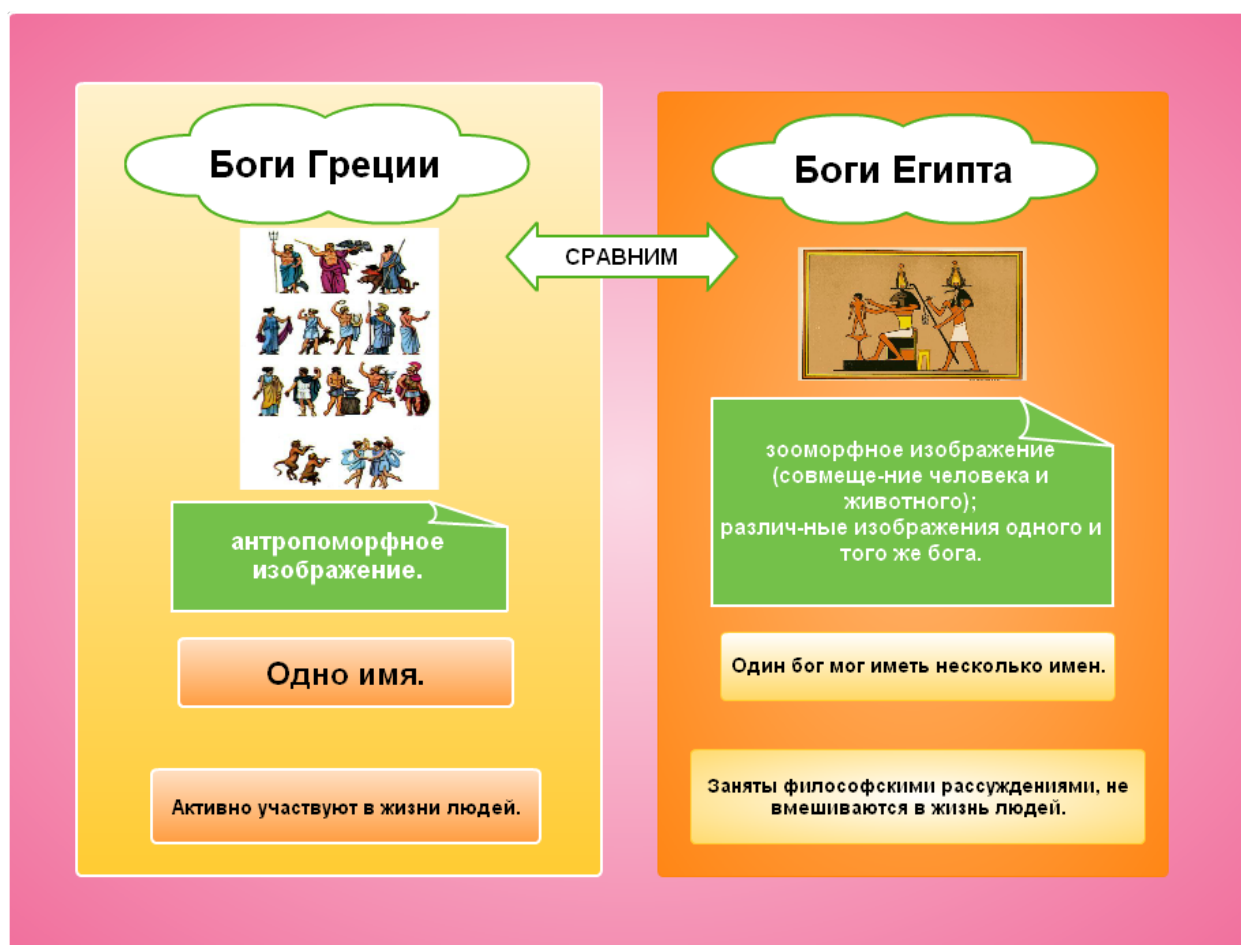 Боги Греции
Боги Египта
СРАВНИМ
антропоморфное
изображение.
Одно имя.
Активно участвуют в жизни людей.
зооморфное изображение
(совмеще-ние человека и
животного);
различ-ные изображения одного и
того же бога.
Один бог мог иметь несколько имен.
Заняты философскими рассуждениями, не
вмешиваются в жизнь людей.